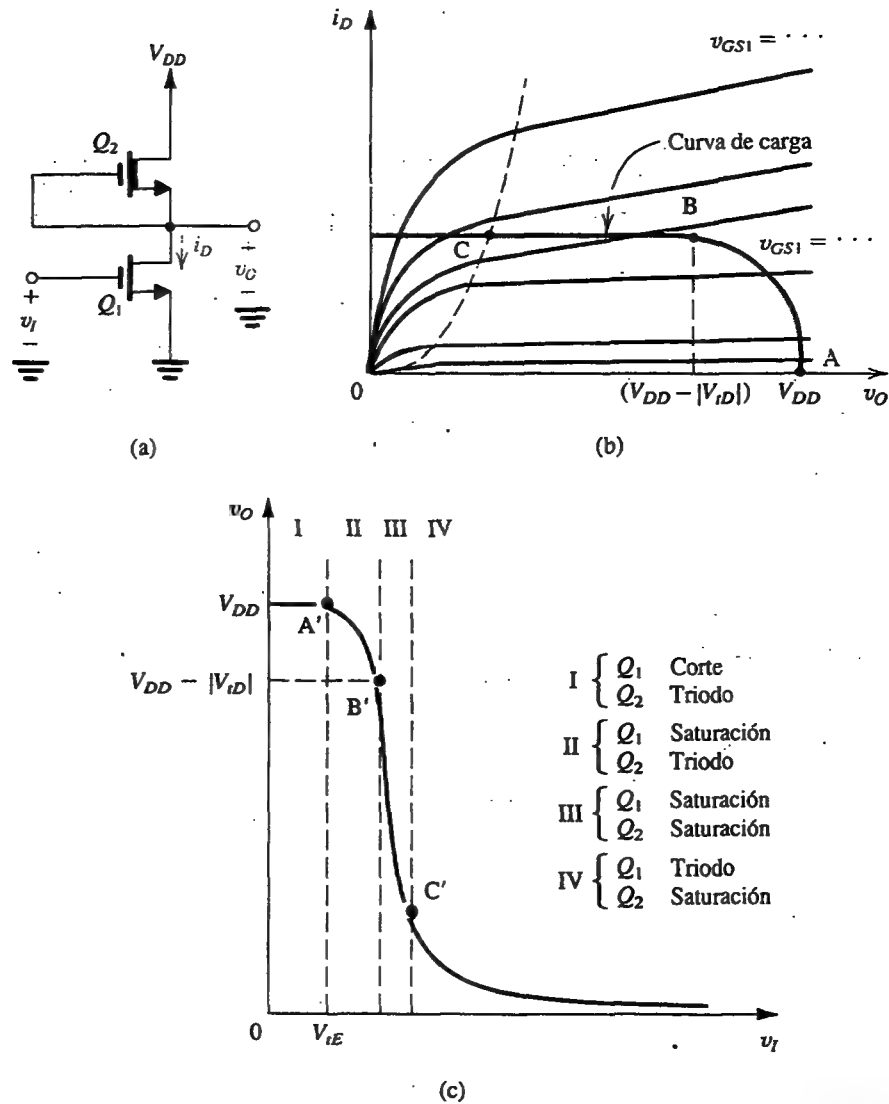 V_DD
Q_2
i_D
Q_1
+
v_I
−
+
v_O
−
(a)
i_D
v_GS1 = · · ·
Curva de carga
C
B
v_GS1 = · · ·
A
0
(V_DD − |V_tD|)
V_DD
v_O
(b)
v_O
I
II
III
IV
V_DD
A'
V_DD − |V_tD|
B'
C'
0
V_tE
v_I
I { Q_1 Corte
Q_2 Triodo
II { Q_1 Saturación
Q_2 Triodo
III { Q_1 Saturación
Q_2 Saturación
IV { Q_1 Triodo
Q_2 Saturación
(c)